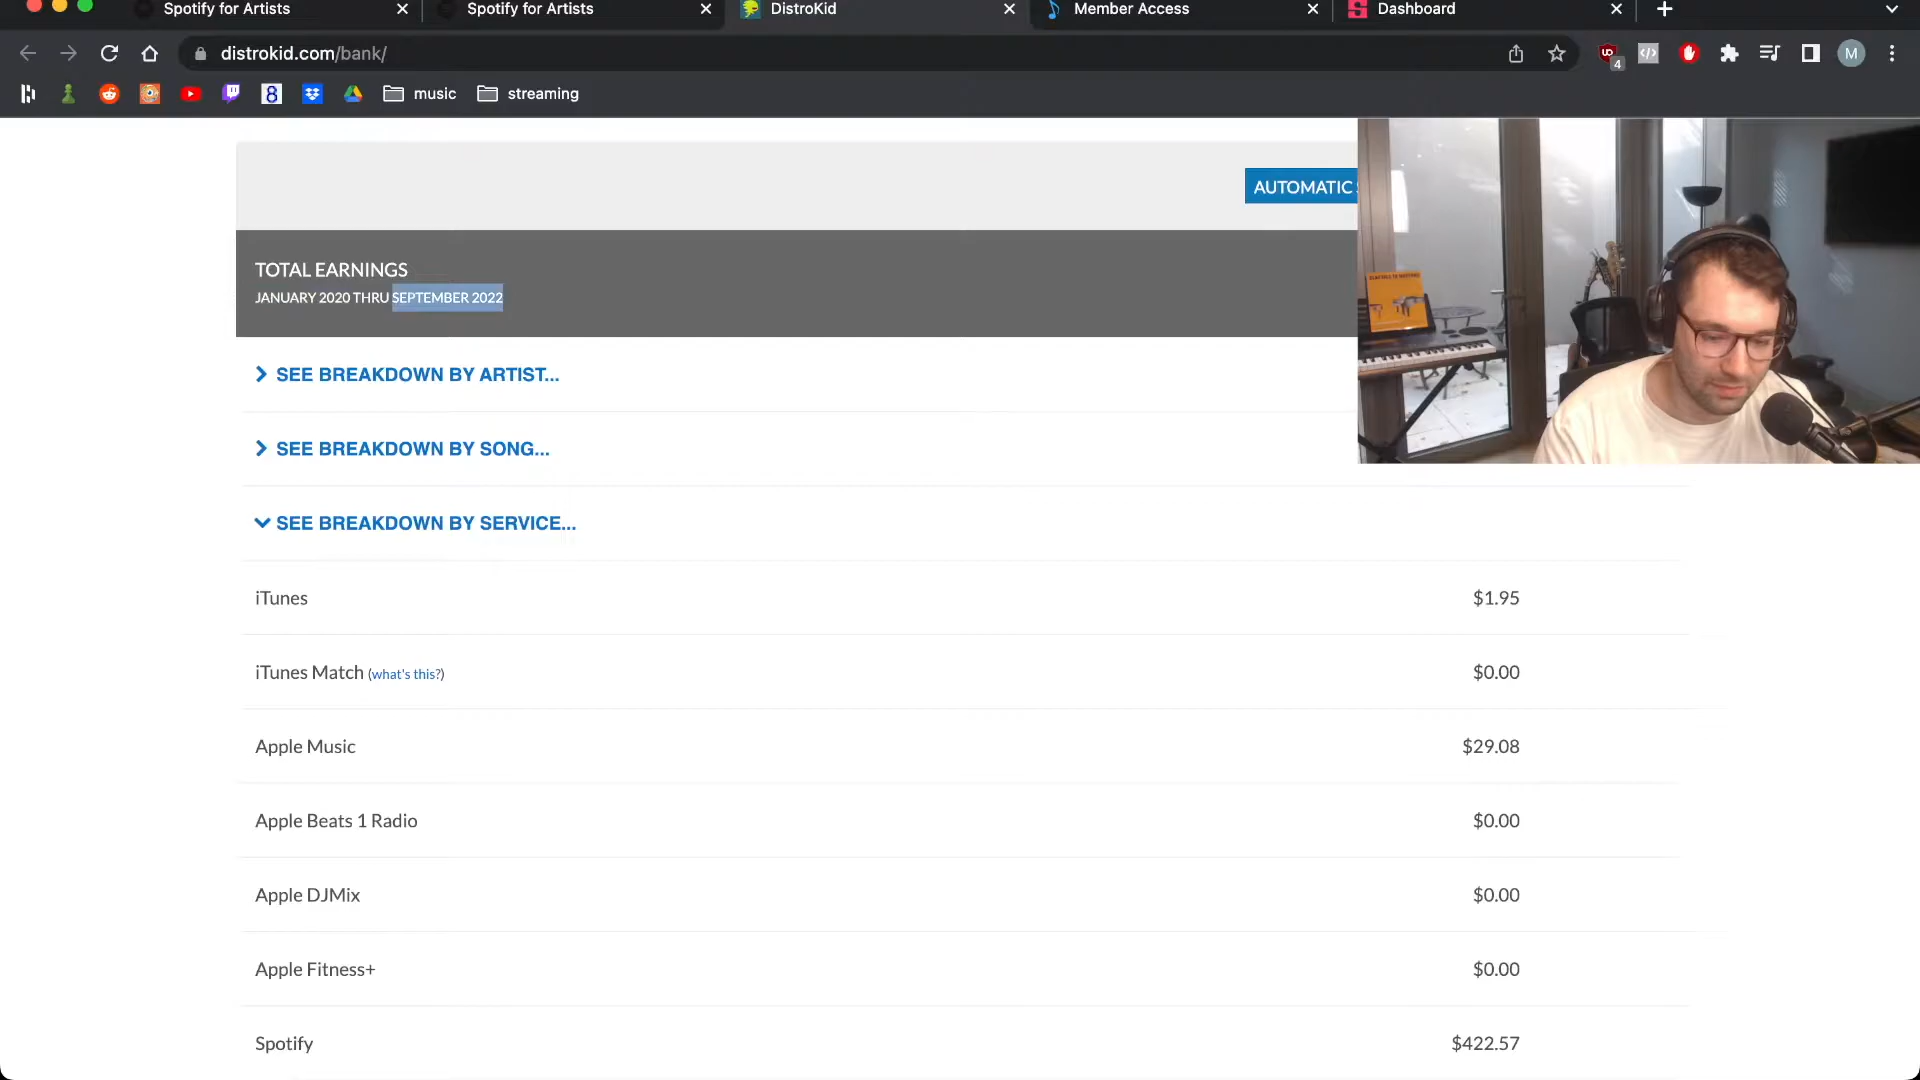 Spotify for Artists
Spotify for Artists
DistroKid
Member Access
Dashboard
distrokid.com/bank/
4
M
8
music
streaming
AUTOMATIC
TOTAL EARNINGS
JANUARY 2020 THRU SEPTEMBER 2022
SEE BREAKDOWN BY ARTIST...
SEE BREAKDOWN BY SONG...
SEE BREAKDOWN BY SERVICE...
iTunes $1.95
iTunes Match (what's this?) $0.00
Apple Music $29.08
Apple Beats 1 Radio $0.00
Apple DJMix $0.00
Apple Fitness+ $0.00
Spotify $422.57